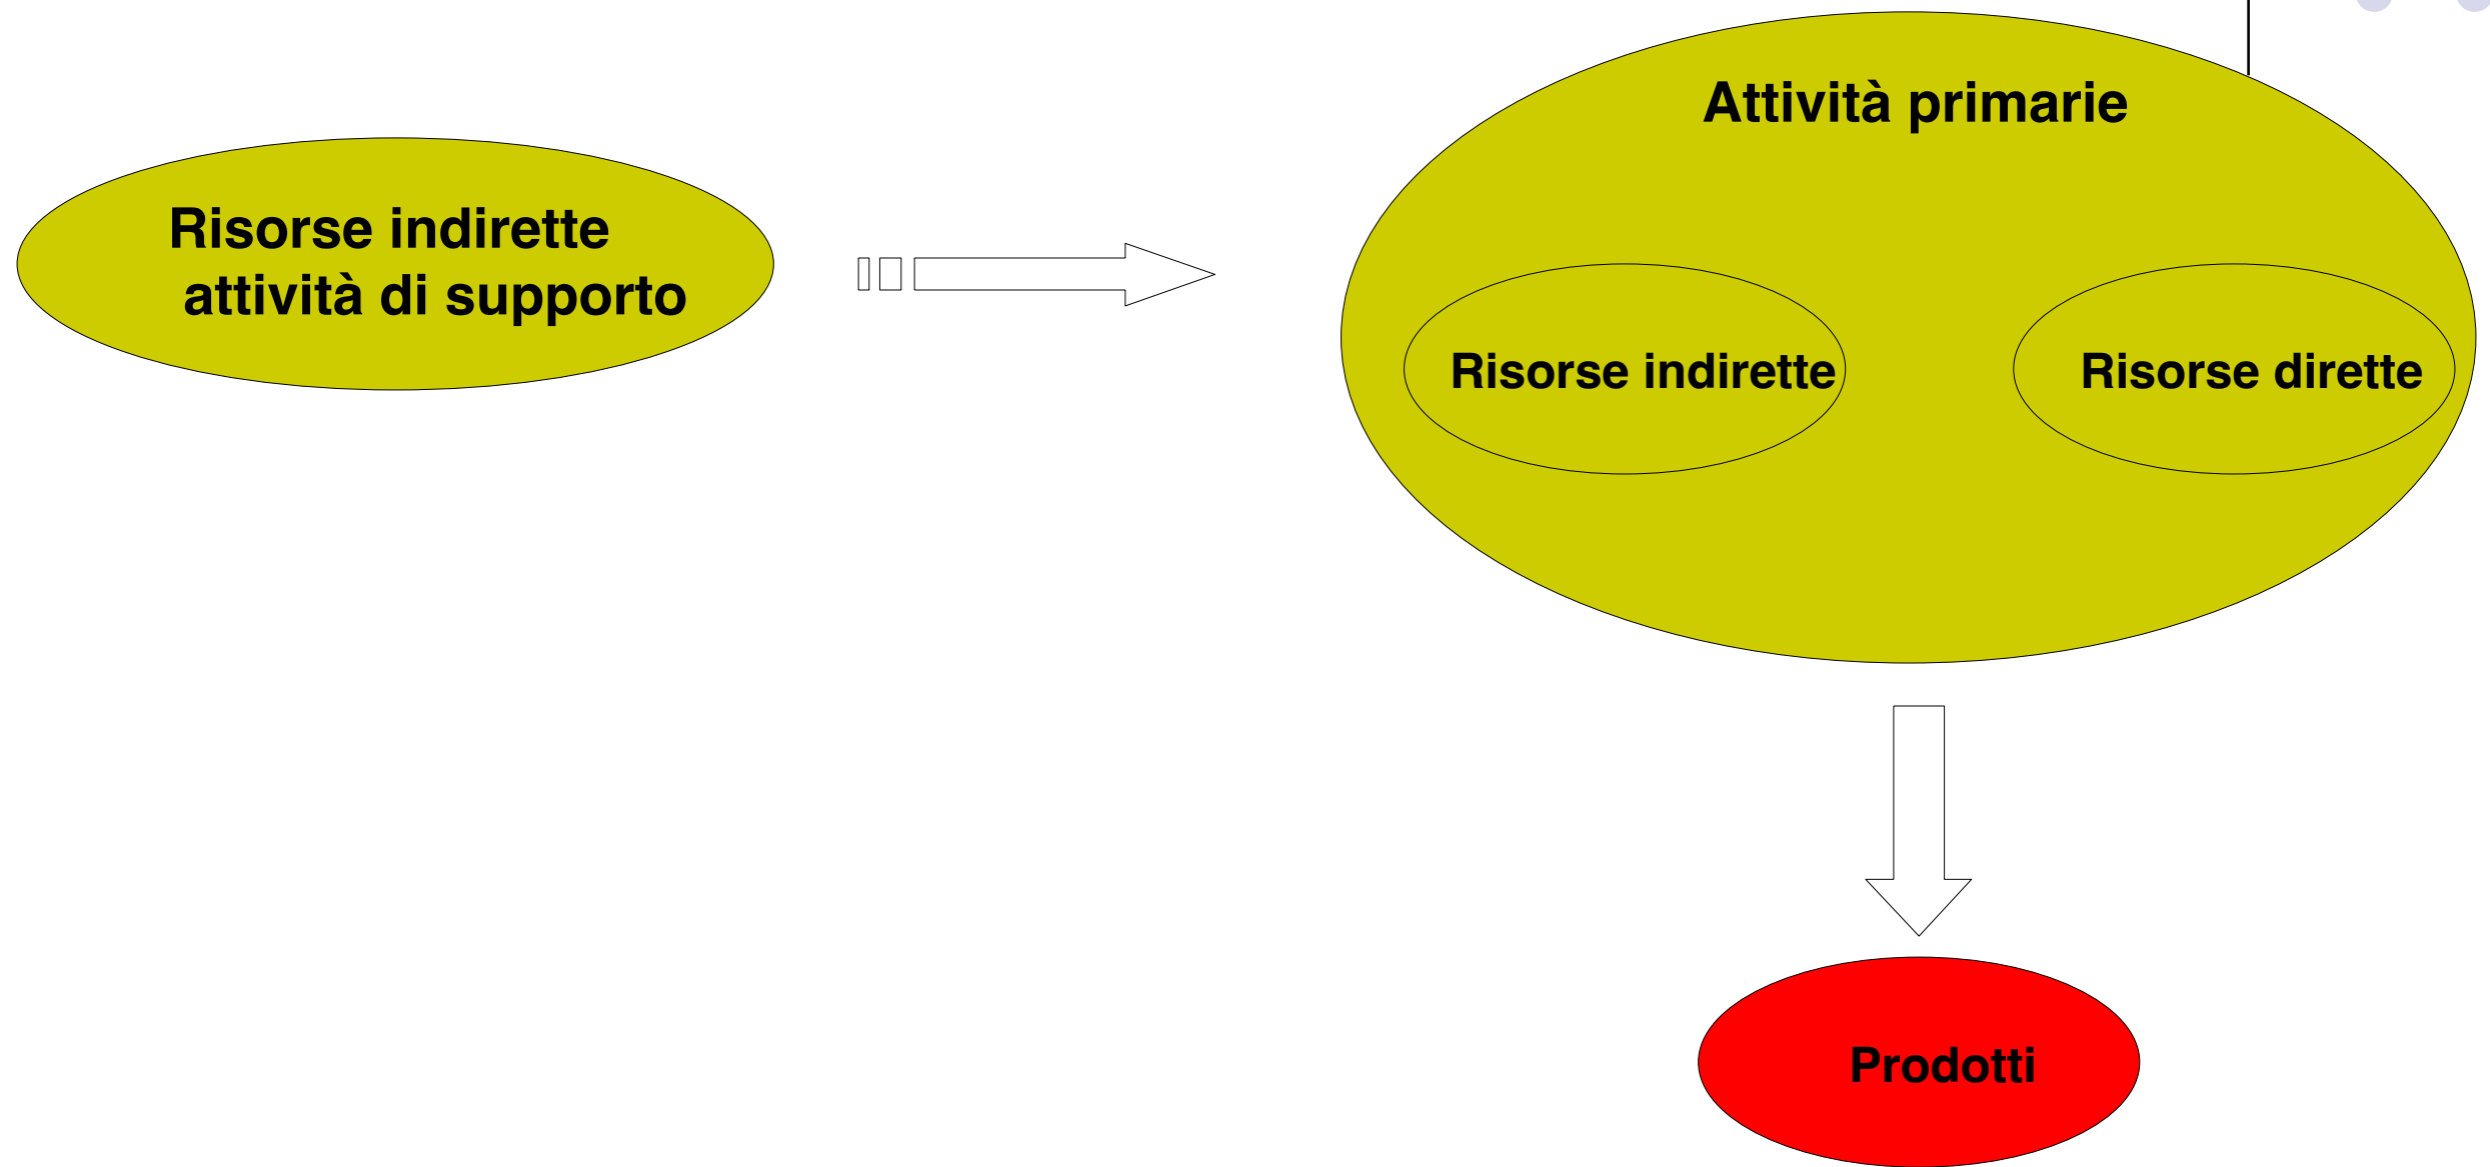 Attività primarie
Risorse indirette
attività di supporto
Risorse indirette
Risorse dirette
Prodotti